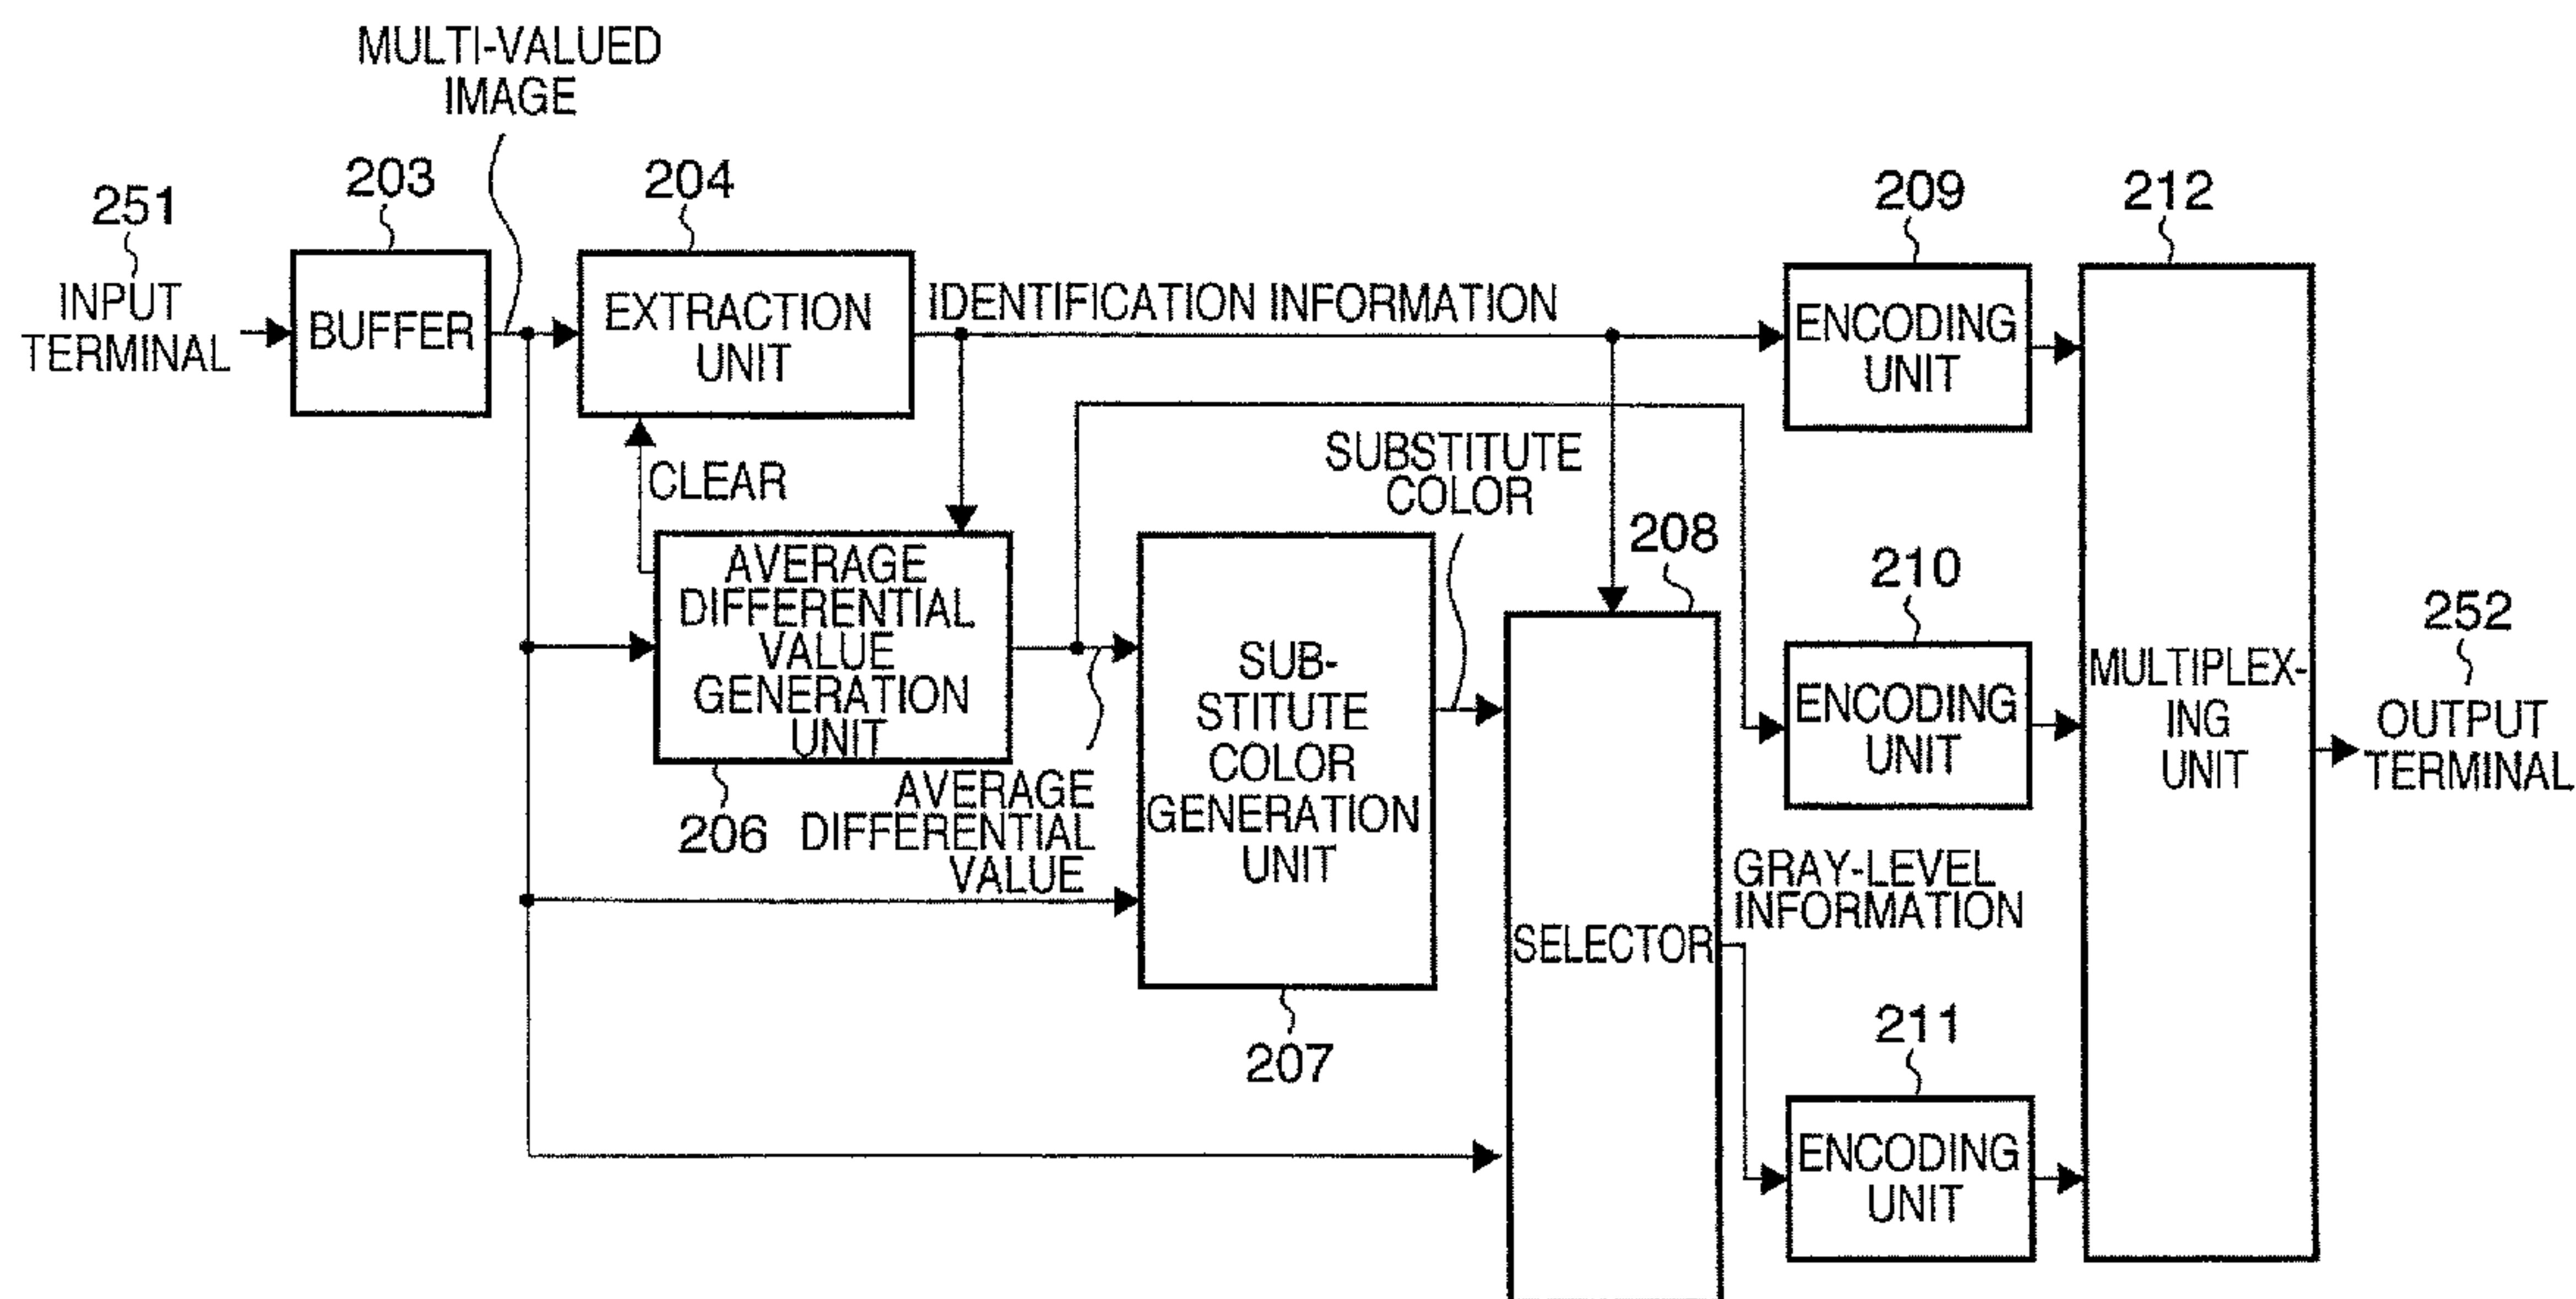 MULTI-VALUED
IMAGE
251
INPUT
TERMINAL
203
BUFFER
204
EXTRACTION
UNIT
IDENTIFICATION INFORMATION
209
ENCODING
UNIT
212
MULTIPLEX-
ING
UNIT
CLEAR
AVERAGE
DIFFERENTIAL
VALUE
GENERATION
UNIT
206
AVERAGE
DIFFERENTIAL
VALUE
SUB-
STITUTE
COLOR
GENERATION
UNIT
207
SUBSTITUTE
COLOR
208
SELECTOR
210
ENCODING
UNIT
GRAY-LEVEL
INFORMATION
211
ENCODING
UNIT
252
OUTPUT
TERMINAL